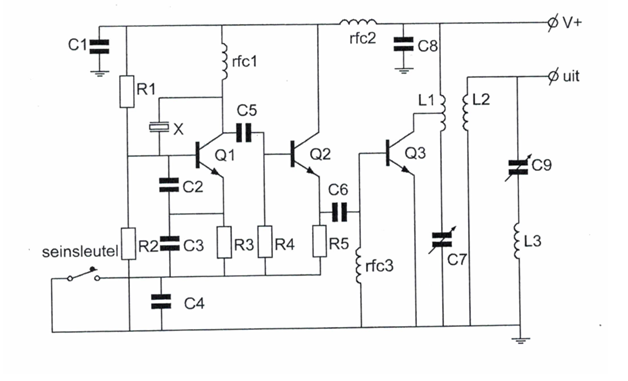 V+
rfc2
C1
C8
rfc1
uit
R1
L1
L2
C5
X
Q1
Q2
Q3
C9
C2
C6
R2
C3
R3
R4
R5
L3
seinsleutel
rfc3
C7
C4